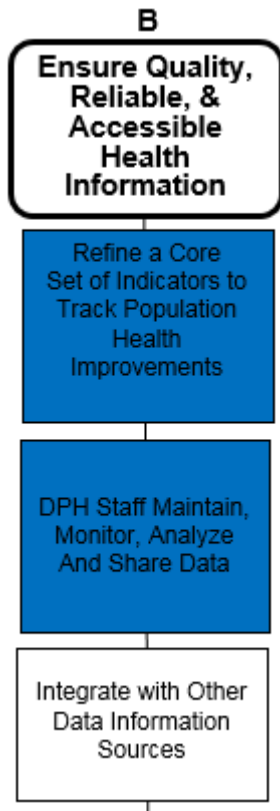 B
Ensure Quality,
Reliable, &
Accessible
Health
Information
Refine a Core
Set of Indicators to
Track Population
Health
Improvements
DPH Staff Maintain,
Monitor, Analyze
And Share Data
Integrate with Other
Data Information
Sources